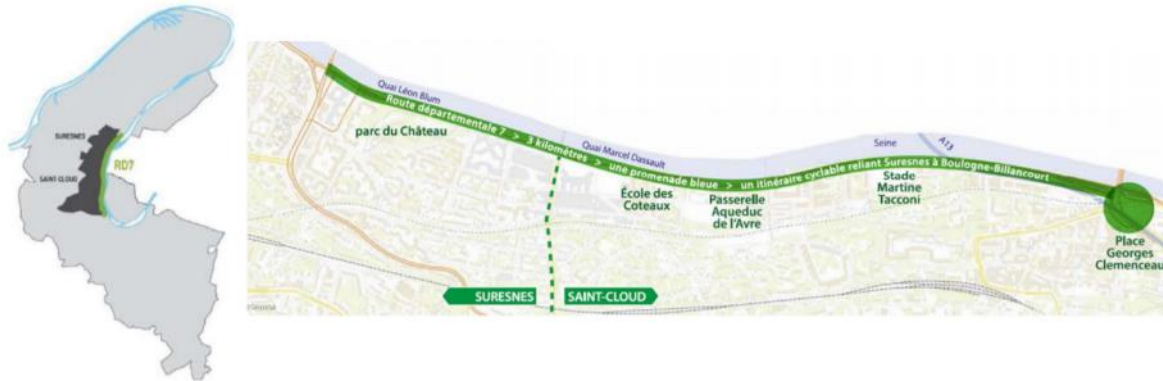 SURESNES
SAINT-CLOUD
RD7
Quai Léon Blum
Route départementale 7 > 3 kilomètres > une promenade bleue > un itinéraire cyclable reliant Suresnes à Boulogne-Billancourt
parc du Château
Quai Marcel Dassault
Seine
A13
École des
Coteaux
Passerelle
Aqueduc
de l'Avre
Stade
Martine
Tacconi
Place
Georges
Clemenceau
SURESNES
SAINT-CLOUD